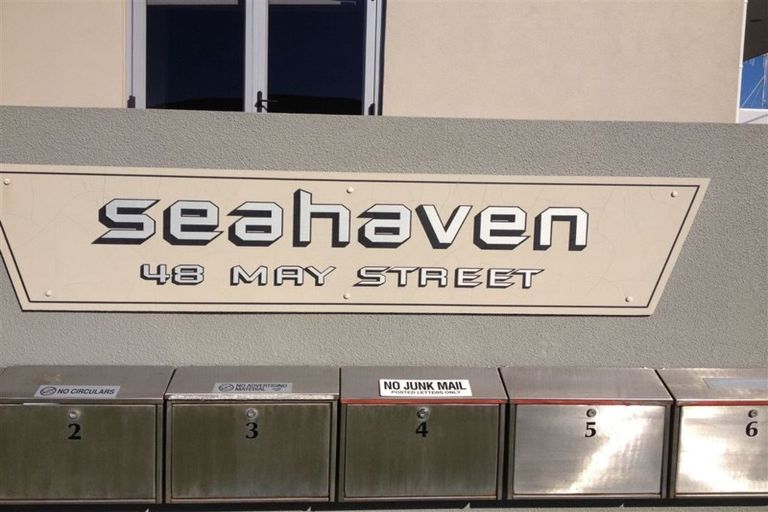 seahaven
48 MAY STREET
NO CIRCULARS
NO ADVERTISING
MATERIAL
NO JUNK MAIL
POSTED LETTERS ONLY
2
3
4
5
6